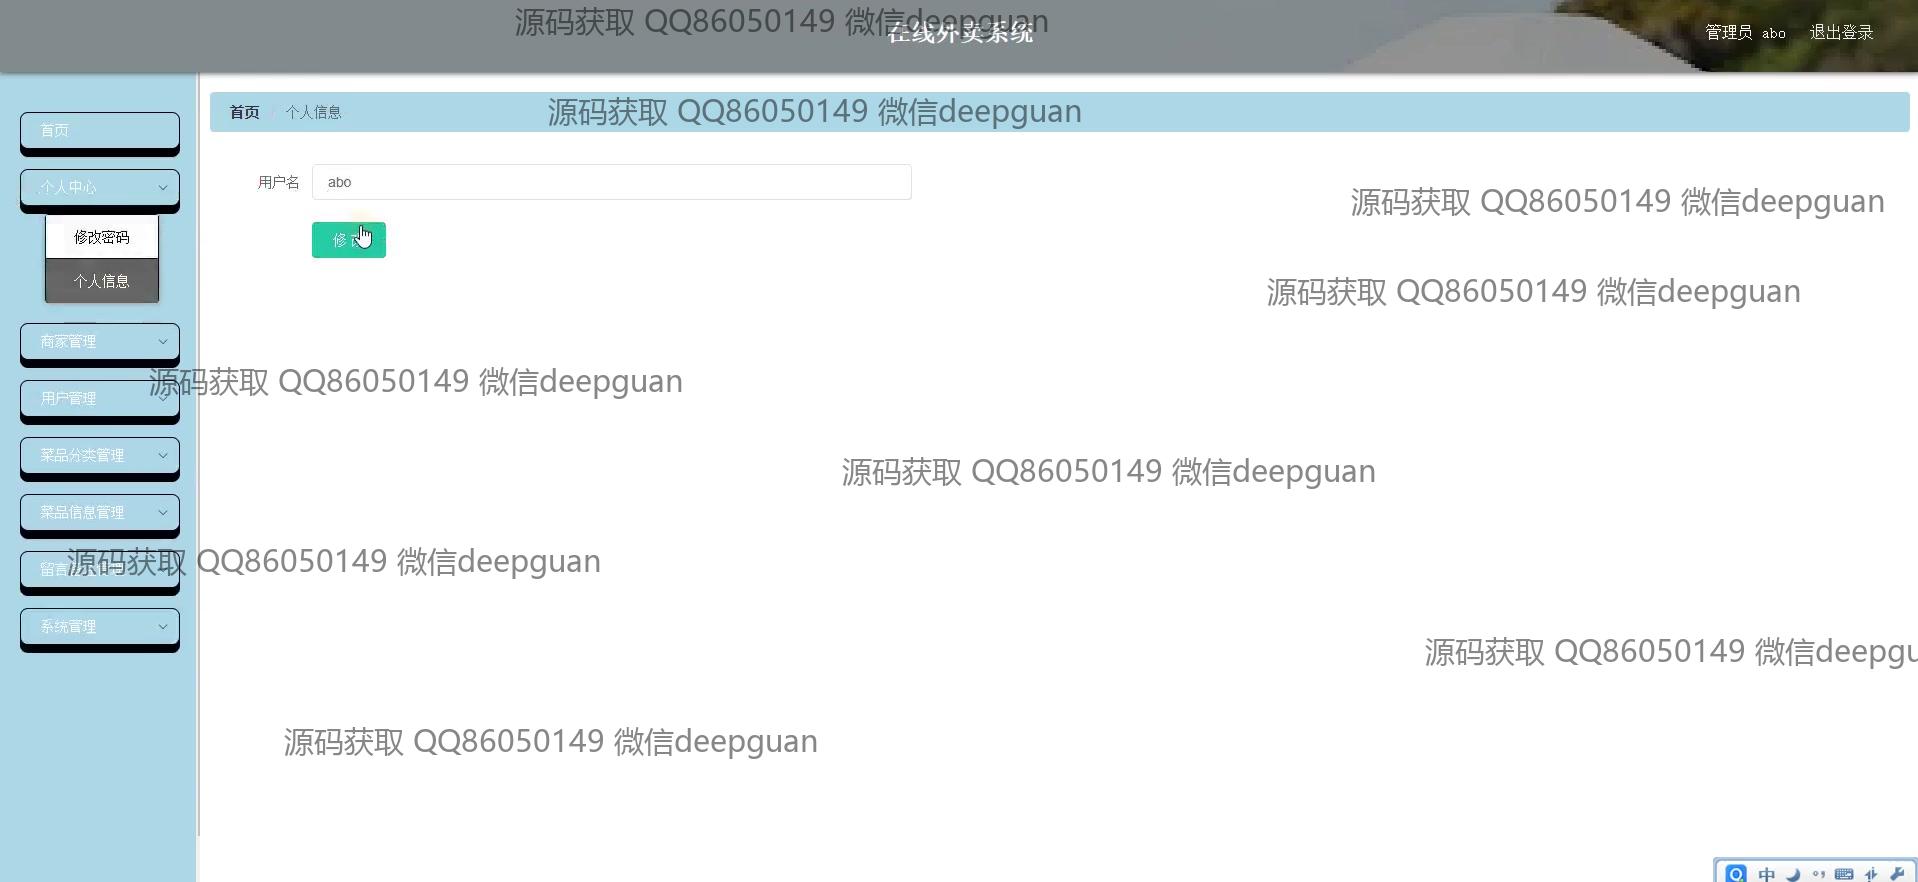 源码获取 QQ86050149 微信deepguan
在线外卖系统
管理员 abo 退出登录
首页 / 个人信息
源码获取 QQ86050149 微信deepguan
首页
用户名 abo
个人中心
源码获取 QQ86050149 微信deepguan
修改密码
修
个人信息
源码获取 QQ86050149 微信deepguan
商家管理
源码获取 QQ86050149 微信deepguan
用户管理
菜品分类管理
源码获取 QQ86050149 微信deepguan
菜品信息管理
源码获取 QQ86050149 微信deepguan
留言
系统管理
源码获取 QQ86050149 微信deepgu
源码获取 QQ86050149 微信deepguan
中